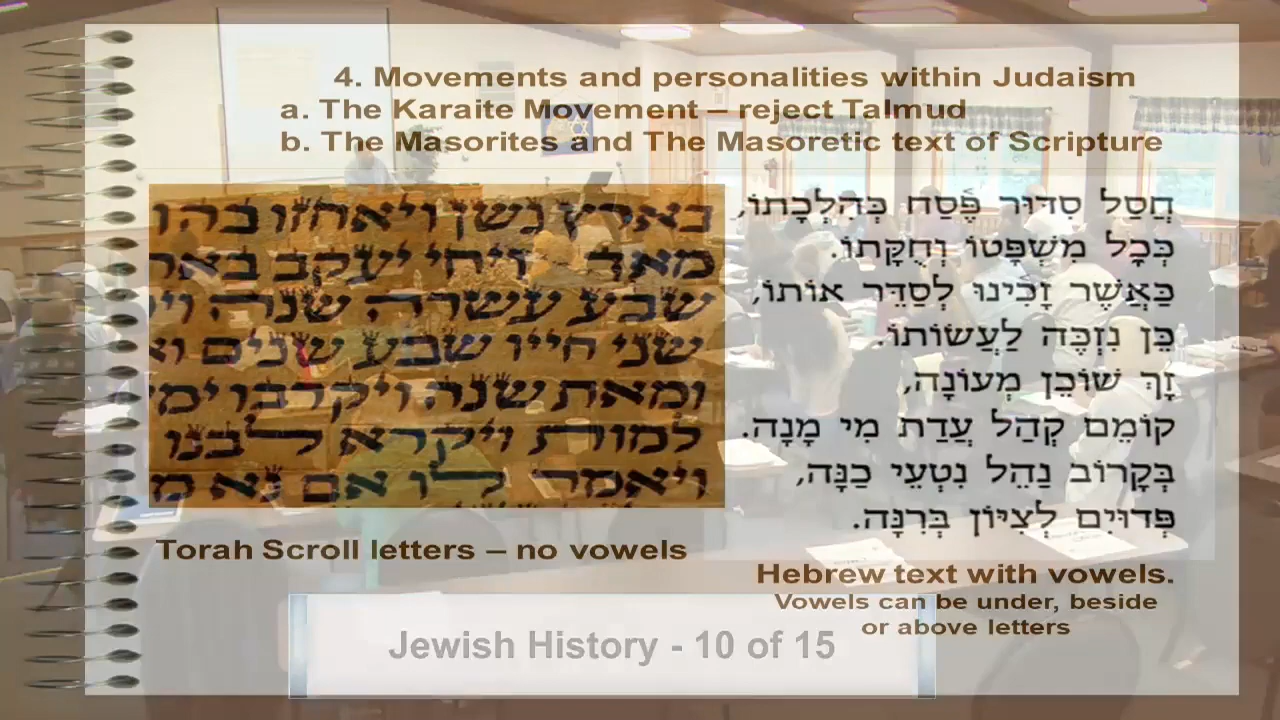 4. Movements and personalities within Judaism
a. The Karaite Movement – reject Talmud
b. The Masorites and The Masoretic text of Scripture
בארץ גשן ויאחזו בה ו
מאד ויחי יעקב באר
שבע עשרה שנה וי
שני חייו שבע שנים וא
ומאת שנה ויקרבו ימי
למות ויקרא לבנו
ויאמר לו אם נא מ
Torah Scroll letters – no vowels
חֲסַל סִדּוּר פֶּסַח כְּהִלְכָתוֹ,
כְּכָל מִשְׁפָּטוֹ וְחֻקָּתוֹ.
כַּאֲשֶׁר זָכִינוּ לְסַדֵּר אוֹתוֹ,
כֵּן נִזְכֶּה לַעֲשׂוֹתוֹ.
זָךְ שׁוֹכֵן מְעוֹנָה,
קוֹמֵם קְהַל עֲדַת מִי מָנָה.
בְּקָרוֹב נַהֵל נִטְעֵי כַנָּה,
פְּדוּיִם לְצִיּוֹן בְּרִנָּה.
Hebrew text with vowels.
Vowels can be under, beside
or above letters
Jewish History - 10 of 15